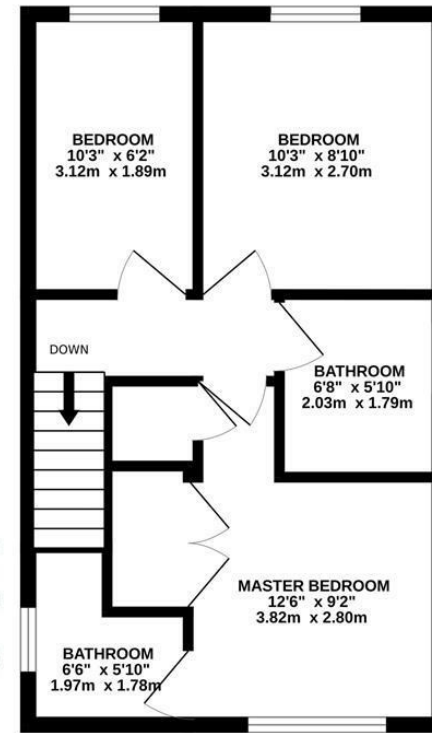 BEDROOM
10'3" x 6'2"
3.12m x 1.89m
BEDROOM
10'3" x 8'10"
3.12m x 2.70m
DOWN
BATHROOM
6'8" x 5'10"
2.03m x 1.79m
MASTER BEDROOM
12'6" x 9'2"
3.82m x 2.80m
BATHROOM
6'6" x 5'10"
1.97m x 1.78m